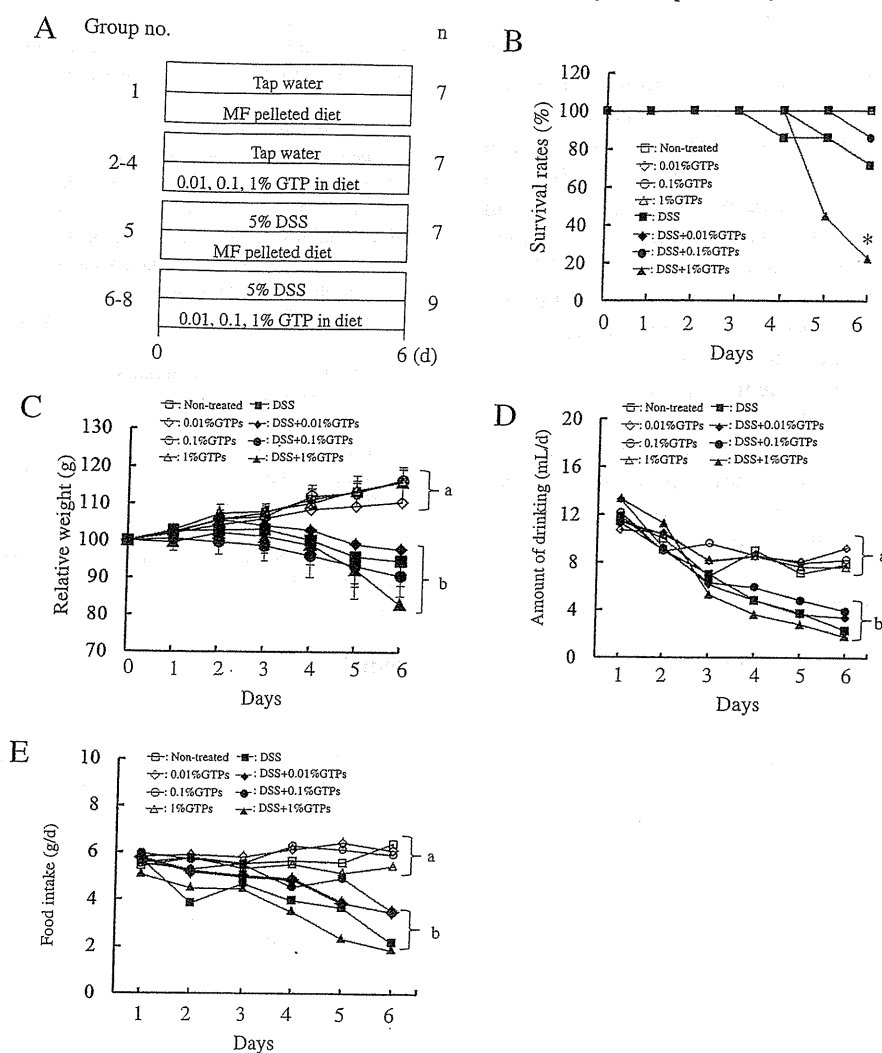 A
Group no.
n
1
Tap water
MF pelleted diet
7
2-4
Tap water
0.01, 0.1, 1% GTP in diet
7
5
5% DSS
MF pelleted diet
7
6-8
5% DSS
0.01, 0.1, 1% GTP in diet
9
0
6 (d)
B
Survival rates (%)
120
100
80
60
40
20
0
: Non-treated
: 0.01%GTPs
: 0.1%GTPs
: 1%GTPs
: DSS
: DSS+0.01%GTPs
: DSS+0.1%GTPs
: DSS+1%GTPs
*
0 1 2 3 4 5 6
Days
C
: Non-treated : DSS
: 0.01%GTPs : DSS+0.01%GTPs
: 0.1%GTPs : DSS+0.1%GTPs
: 1%GTPs : DSS+1%GTPs
Relative weight (g)
130
120
110
100
90
80
70
a
b
0 1 2 3 4 5 6
Days
D
: Non-treated : DSS
: 0.01%GTPs : DSS+0.01%GTPs
: 0.1%GTPs : DSS+0.1%GTPs
: 1%GTPs : DSS+1%GTPs
Amount of drinking (mL/d)
20
16
12
8
4
0
a
b
1 2 3 4 5 6
Days
E
: Non-treated : DSS
: 0.01%GTPs : DSS+0.01%GTPs
: 0.1%GTPs : DSS+0.1%GTPs
: 1%GTPs : DSS+1%GTPs
Food intake (g/d)
10
8
6
4
2
0
a
b
1 2 3 4 5 6
Days